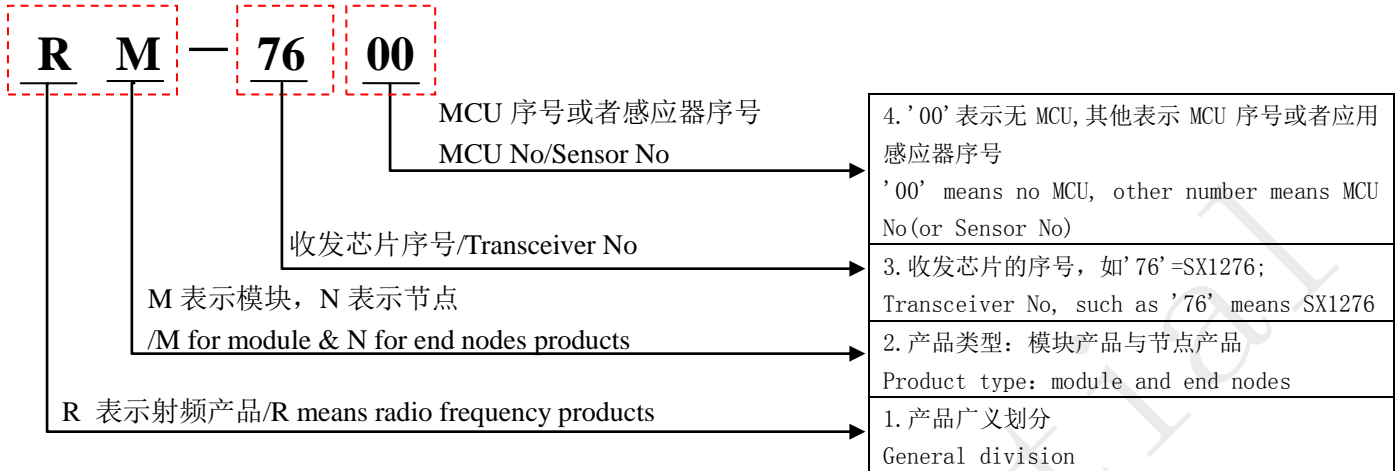 R M — 76 00
MCU 序号或者感应器序号
MCU No/Sensor No
4.'00'表示无 MCU,其他表示 MCU 序号或者应用
感应器序号
'00' means no MCU, other number means MCU
No(or Sensor No)
收发芯片序号/Transceiver No
3.收发芯片的序号，如'76'=SX1276;
Transceiver No, such as '76' means SX1276
M 表示模块，N 表示节点
/M for module & N for end nodes products
2.产品类型：模块产品与节点产品
Product type：module and end nodes
R 表示射频产品/R means radio frequency products
1.产品广义划分
General division